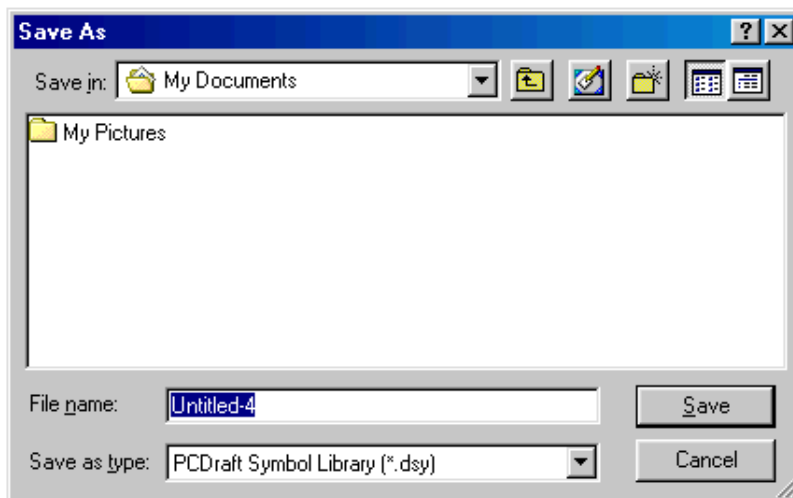 Save As
Save in: My Documents
My Pictures
File name: Untitled-4 Save
Save as type: PCDraft Symbol Library (*.dsy) Cancel